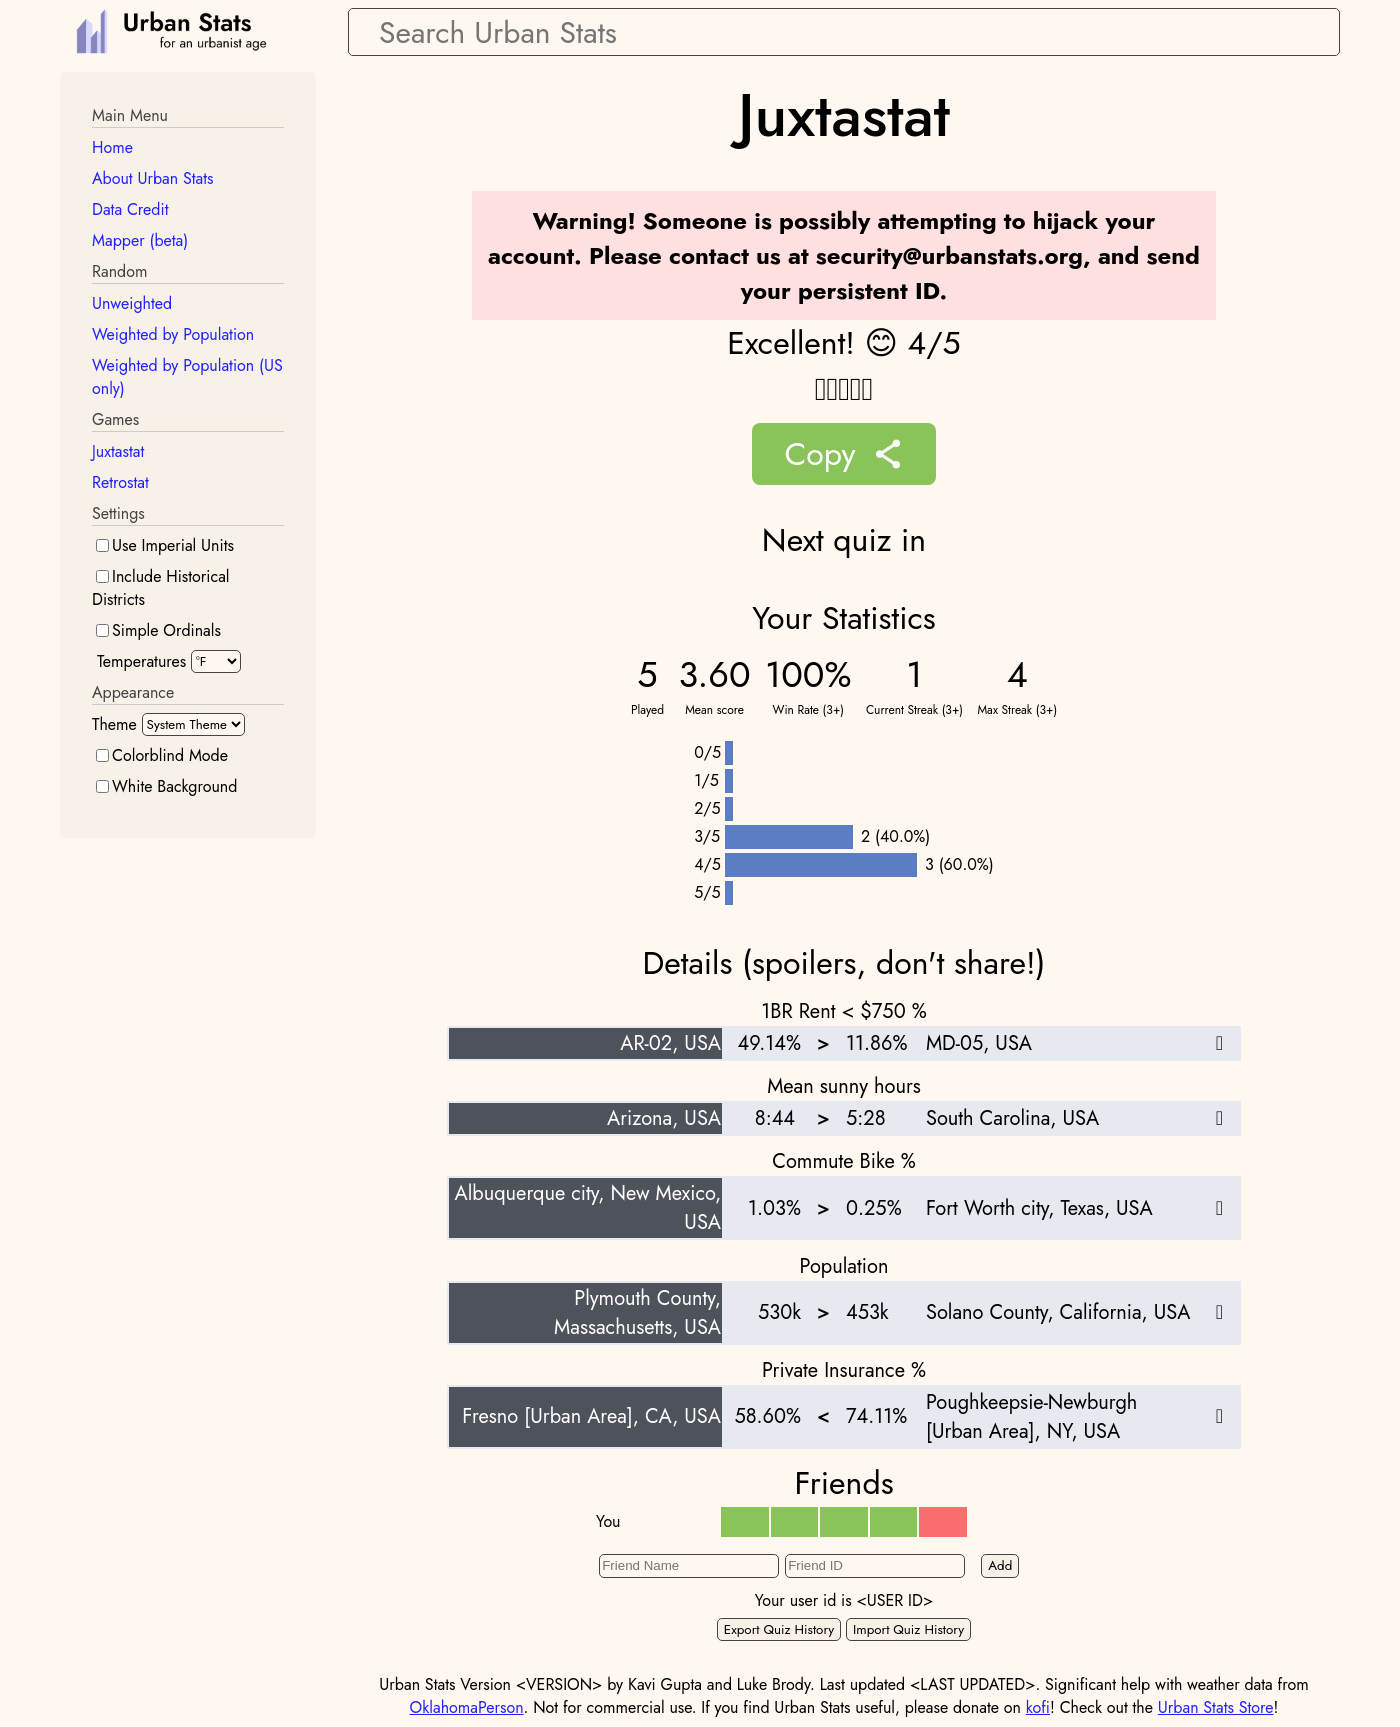 Urban Stats
for an urbanist age
Search Urban Stats
Main Menu
Home
About Urban Stats
Data Credit
Mapper (beta)
Random
Unweighted
Weighted by Population
Weighted by Population (US
only)
Games
Juxtastat
Retrostat
Settings
Use Imperial Units
Include Historical
Districts
Simple Ordinals
Temperatures °F
Appearance
Theme System Theme
Colorblind Mode
White Background
Juxtastat
Warning! Someone is possibly attempting to hijack your
account. Please contact us at security@urbanstats.org, and send
your persistent ID.
Excellent! 😊 4/5
Copy
Next quiz in
Your Statistics
5 3.60 100% 1 4
Played Mean score Win Rate (3+) Current Streak (3+) Max Streak (3+)
0/5
1/5
2/5
3/5 2 (40.0%)
4/5 3 (60.0%)
5/5
Details (spoilers, don't share!)
1BR Rent < $750 %
AR-02, USA 49.14% > 11.86% MD-05, USA
Mean sunny hours
Arizona, USA 8:44 > 5:28 South Carolina, USA
Commute Bike %
Albuquerque city, New Mexico,
USA 1.03% > 0.25% Fort Worth city, Texas, USA
Population
Plymouth County,
Massachusetts, USA 530k > 453k Solano County, California, USA
Private Insurance %
Fresno [Urban Area], CA, USA 58.60% < 74.11% Poughkeepsie-Newburgh
[Urban Area], NY, USA
Friends
You
Friend Name Friend ID Add
Your user id is <USER ID>
Export Quiz History Import Quiz History
Urban Stats Version <VERSION> by Kavi Gupta and Luke Brody. Last updated <LAST UPDATED>. Significant help with weather data from
OklahomaPerson. Not for commercial use. If you find Urban Stats useful, please donate on kofi! Check out the Urban Stats Store!